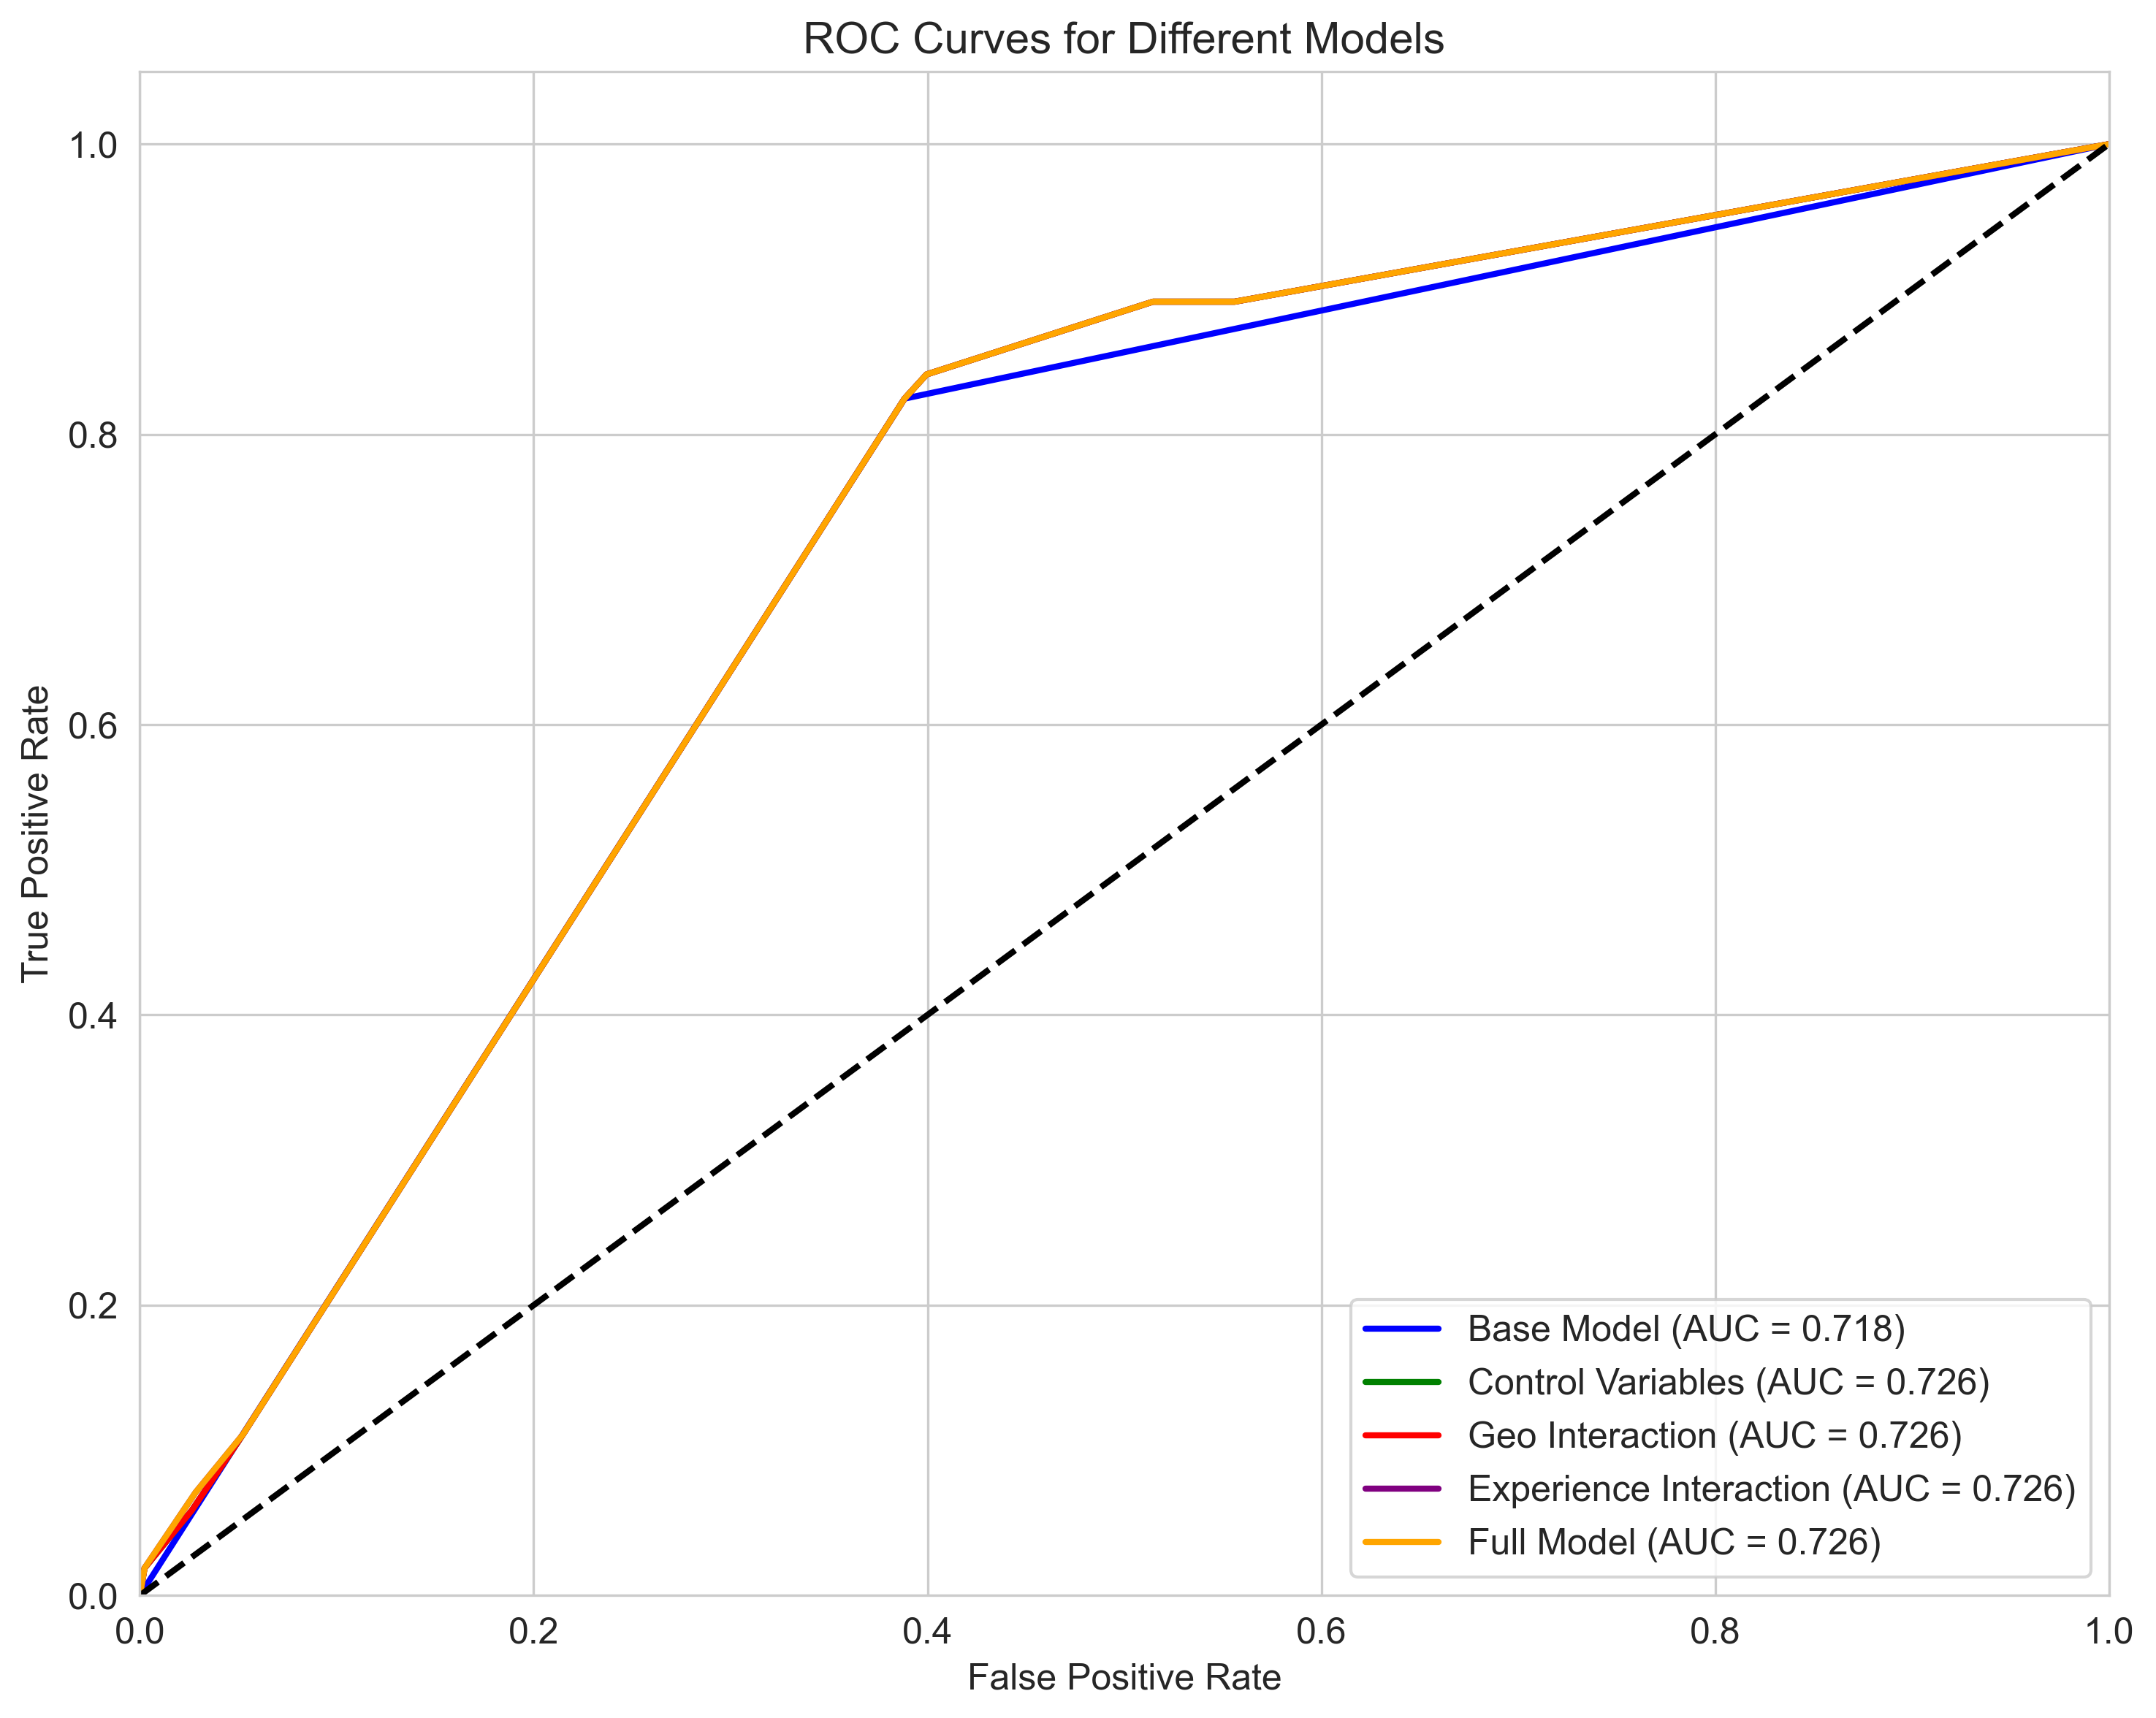 ROC Curves for Different Models
True Positive Rate
1.0
0.8
0.6
0.4
0.2
0.0
0.0 0.2 0.4 0.6 0.8 1.0
False Positive Rate
Base Model (AUC = 0.718)
Control Variables (AUC = 0.726)
Geo Interaction (AUC = 0.726)
Experience Interaction (AUC = 0.726)
Full Model (AUC = 0.726)